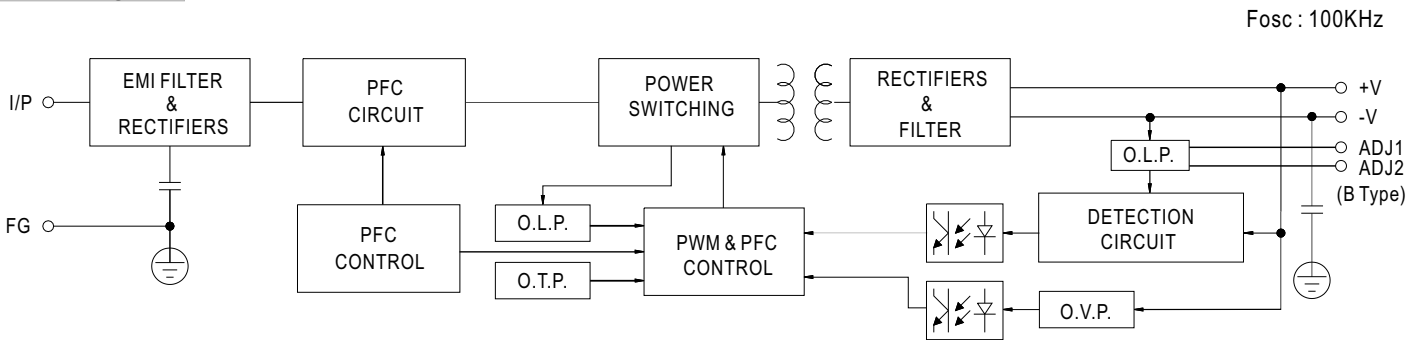 Fosc : 100KHz
I/P
EMI FILTER
&
RECTIFIERS
PFC
CIRCUIT
POWER
SWITCHING
RECTIFIERS
&
FILTER
+V
-V
ADJ1
ADJ2
(B Type)
O.L.P.
FG
PFC
CONTROL
O.L.P.
O.T.P.
PWM & PFC
CONTROL
DETECTION
CIRCUIT
O.V.P.